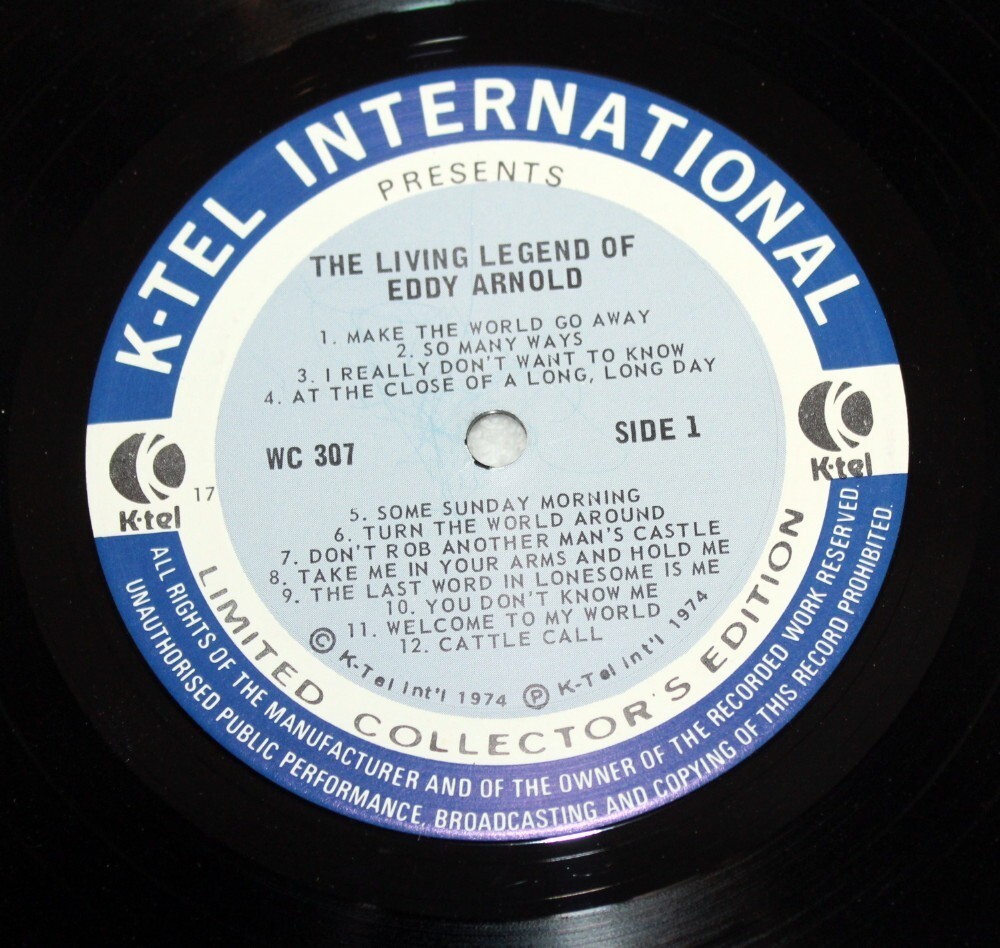 K-TEL INTERNATIONAL
PRESENTS
THE LIVING LEGEND OF
EDDY ARNOLD
1. MAKE THE WORLD GO AWAY
2. SO MANY WAYS
3. I REALLY DON'T WANT TO KNOW
4. AT THE CLOSE OF A LONG, LONG DAY
WC 307
SIDE 1
K-tel
17
K-tel
5. SOME SUNDAY MORNING
6. TURN THE WORLD AROUND
7. DON'T ROB ANOTHER MAN'S CASTLE
8. TAKE ME IN YOUR ARMS AND HOLD ME
9. THE LAST WORD IN LONESOME IS ME
10. YOU DON'T KNOW ME
11. WELCOME TO MY WORLD
12. CATTLE CALL
© K-Tel Int'l 1974 ℗ K-Tel Int'l 1974
LIMITED COLLECTOR'S EDITION
ALL RIGHTS OF THE MANUFACTURER AND OF THE OWNER OF THE RECORDED WORK RESERVED.
UNAUTHORISED PUBLIC PERFORMANCE, BROADCASTING AND COPYING OF THIS RECORD PROHIBITED.